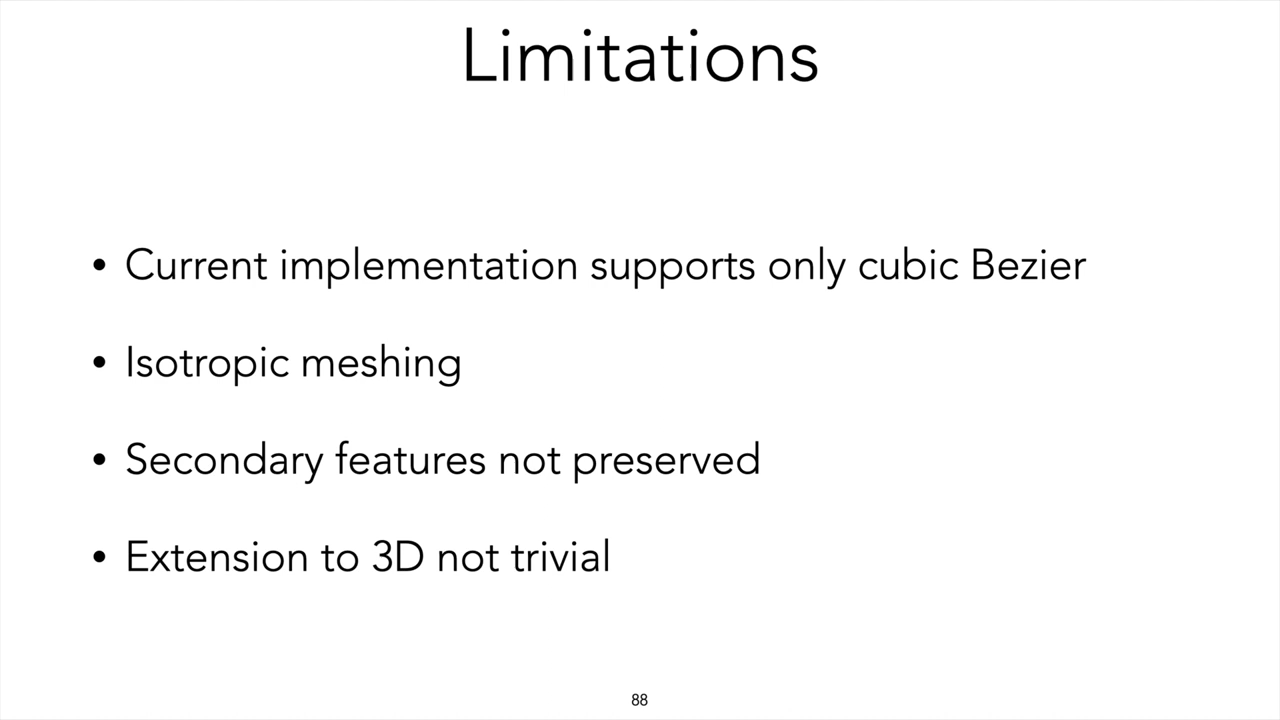 Limitations
• Current implementation supports only cubic Bezier
• Isotropic meshing
• Secondary features not preserved
• Extension to 3D not trivial
88